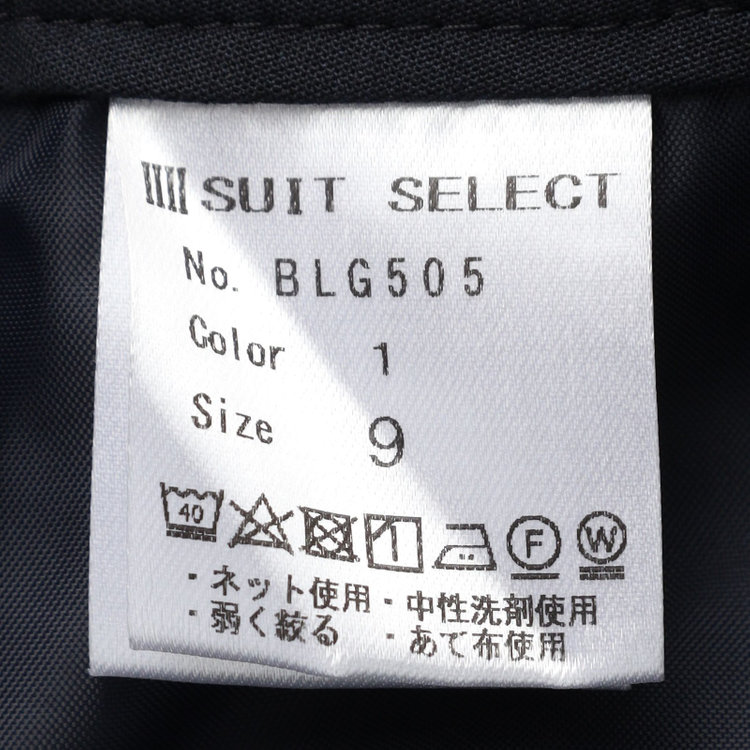 SUIT SELECT
No. BLG505
Color 1
Size 9
40 F W
・ネット使用・中性洗剤使用
・弱く絞る ・あて布使用